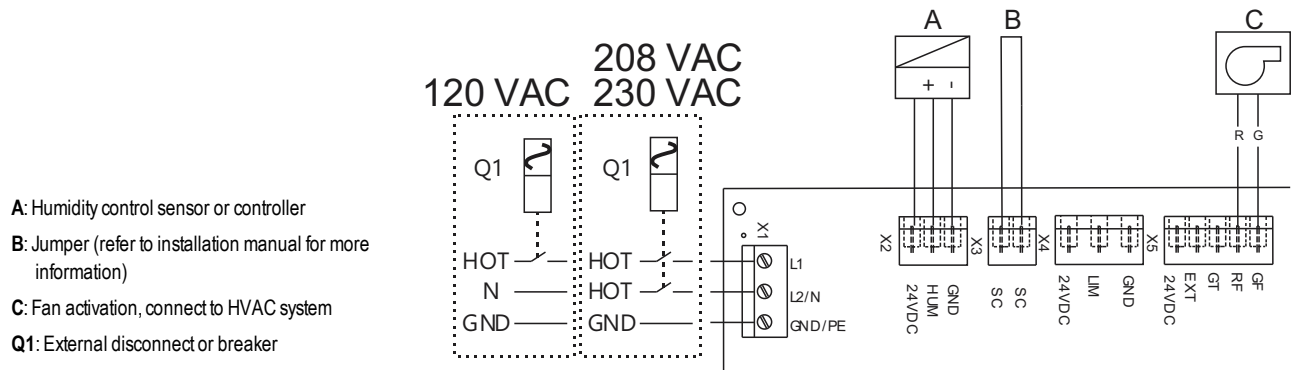 A: Humidity control sensor or controller
B: Jumper (refer to installation manual for more
information)
C: Fan activation, connect to HVAC system
Q1: External disconnect or breaker
120 VAC
208 VAC
230 VAC
Q1
Q1
HOT
N
GND
HOT
HOT
GND
X1
L1
L2/N
GND/PE
A
+ -
B
C
R G
X2
24VDC
HUM
GND
X3
SC
SC
X4
24VDC
LIM
GND
X5
24VDC
EXT
GT
RF
GF